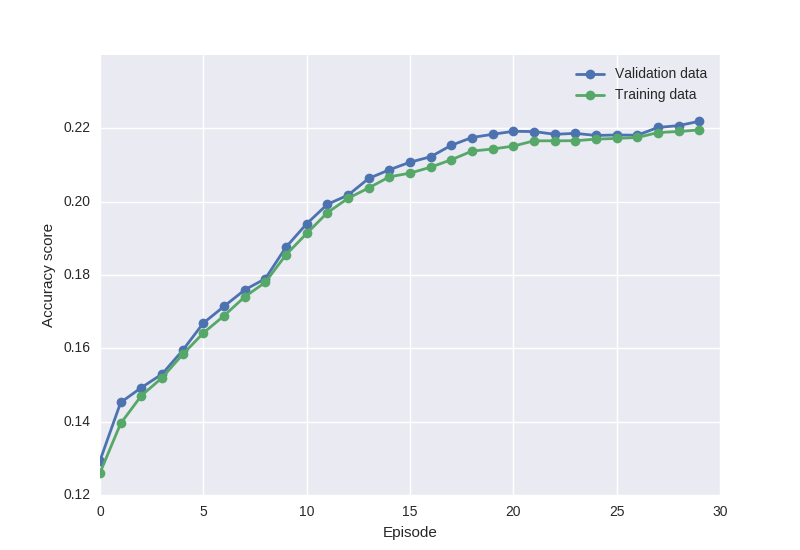 Validation data
Training data
0.22
0.20
0.18
0.16
0.14
0.12
Accuracy score
0 5 10 15 20 25 30
Episode